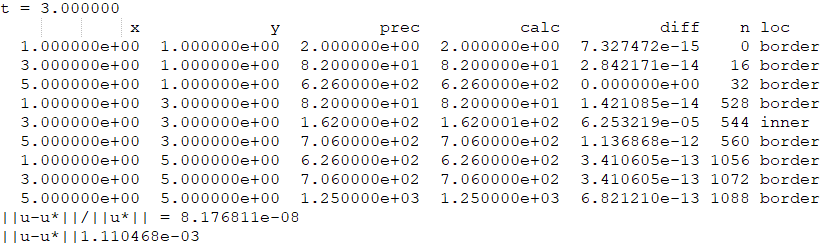 t = 3.000000
x y prec calc diff n loc
1.000000e+00 1.000000e+00 2.000000e+00 2.000000e+00 7.327472e-15 0 border
3.000000e+00 1.000000e+00 8.200000e+01 8.200000e+01 2.842171e-14 16 border
5.000000e+00 1.000000e+00 6.260000e+02 6.260000e+02 0.000000e+00 32 border
1.000000e+00 3.000000e+00 8.200000e+01 8.200000e+01 1.421085e-14 528 border
3.000000e+00 3.000000e+00 1.620000e+02 1.620001e+02 6.253219e-05 544 inner
5.000000e+00 3.000000e+00 7.060000e+02 7.060000e+02 1.136868e-12 560 border
1.000000e+00 5.000000e+00 6.260000e+02 6.260000e+02 3.410605e-13 1056 border
3.000000e+00 5.000000e+00 7.060000e+02 7.060000e+02 3.410605e-13 1072 border
5.000000e+00 5.000000e+00 1.250000e+03 1.250000e+03 6.821210e-13 1088 border
||u-u*||/||u*|| = 8.176811e-08
||u-u*||1.110468e-03